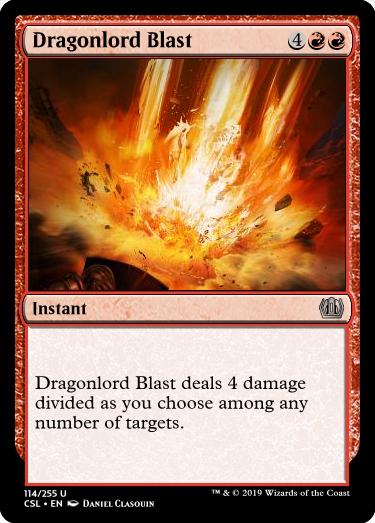 Dragonlord Blast 4
Instant
Dragonlord Blast deals 4 damage
divided as you choose among any
number of targets.
114/255 U
CSL • EN DANIEL CLASOUIN
™ & © 2019 Wizards of the Coast